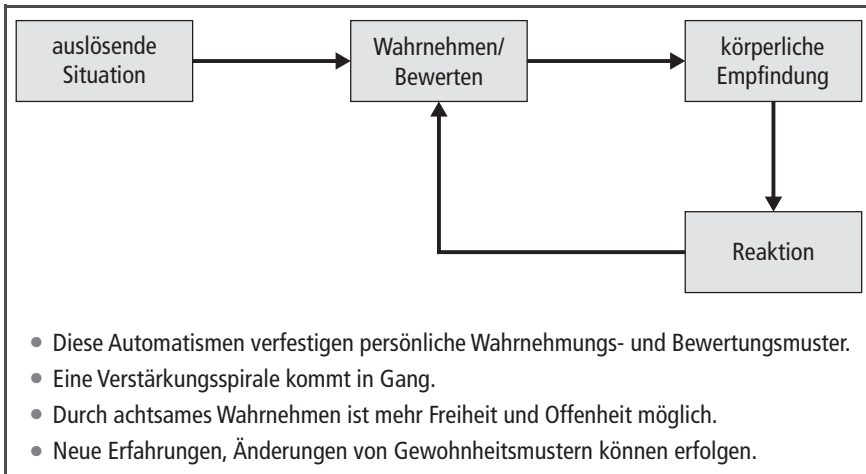 auslösende
Situation
Wahrnehmen/
Bewerten
körperliche
Empfindung
Reaktion
• Diese Automatismen verfestigen persönliche Wahrnehmungs- und Bewertungsmuster.
• Eine Verstärkungsspirale kommt in Gang.
• Durch achtsames Wahrnehmen ist mehr Freiheit und Offenheit möglich.
• Neue Erfahrungen, Änderungen von Gewohnheitsmustern können erfolgen.